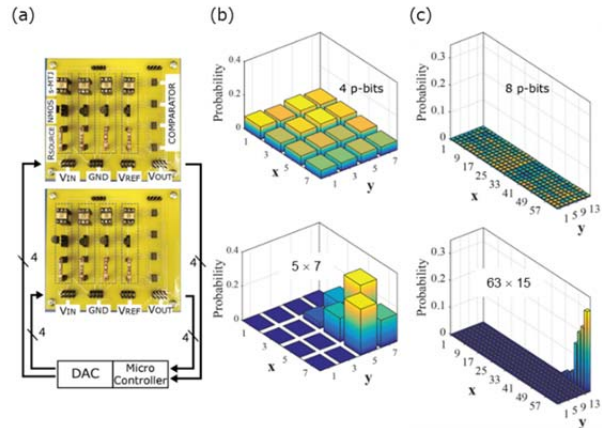 (a)
RSOURCE NMOS s-MTJ
COMPARATOR
VIN GND VREF VOUT
4
4
VIN GND VREF VOUT
4
4
DAC
Micro
Controller
(b)
Probability
0.4
0.2
0
4 p-bits
1
3
5
7
x
1
3
5
7
y
Probability
0.4
0.2
0
5 × 7
1
3
5
7
x
1
3
5
7
y
(c)
Probability
0.3
0.2
0.1
0
8 p-bits
1
9
17
25
33
41
49
57
x
1 5 9 13
y
Probability
0.3
0.2
0.1
0
63 × 15
1
9
17
25
33
41
49
57
x
1 5 9 13
y